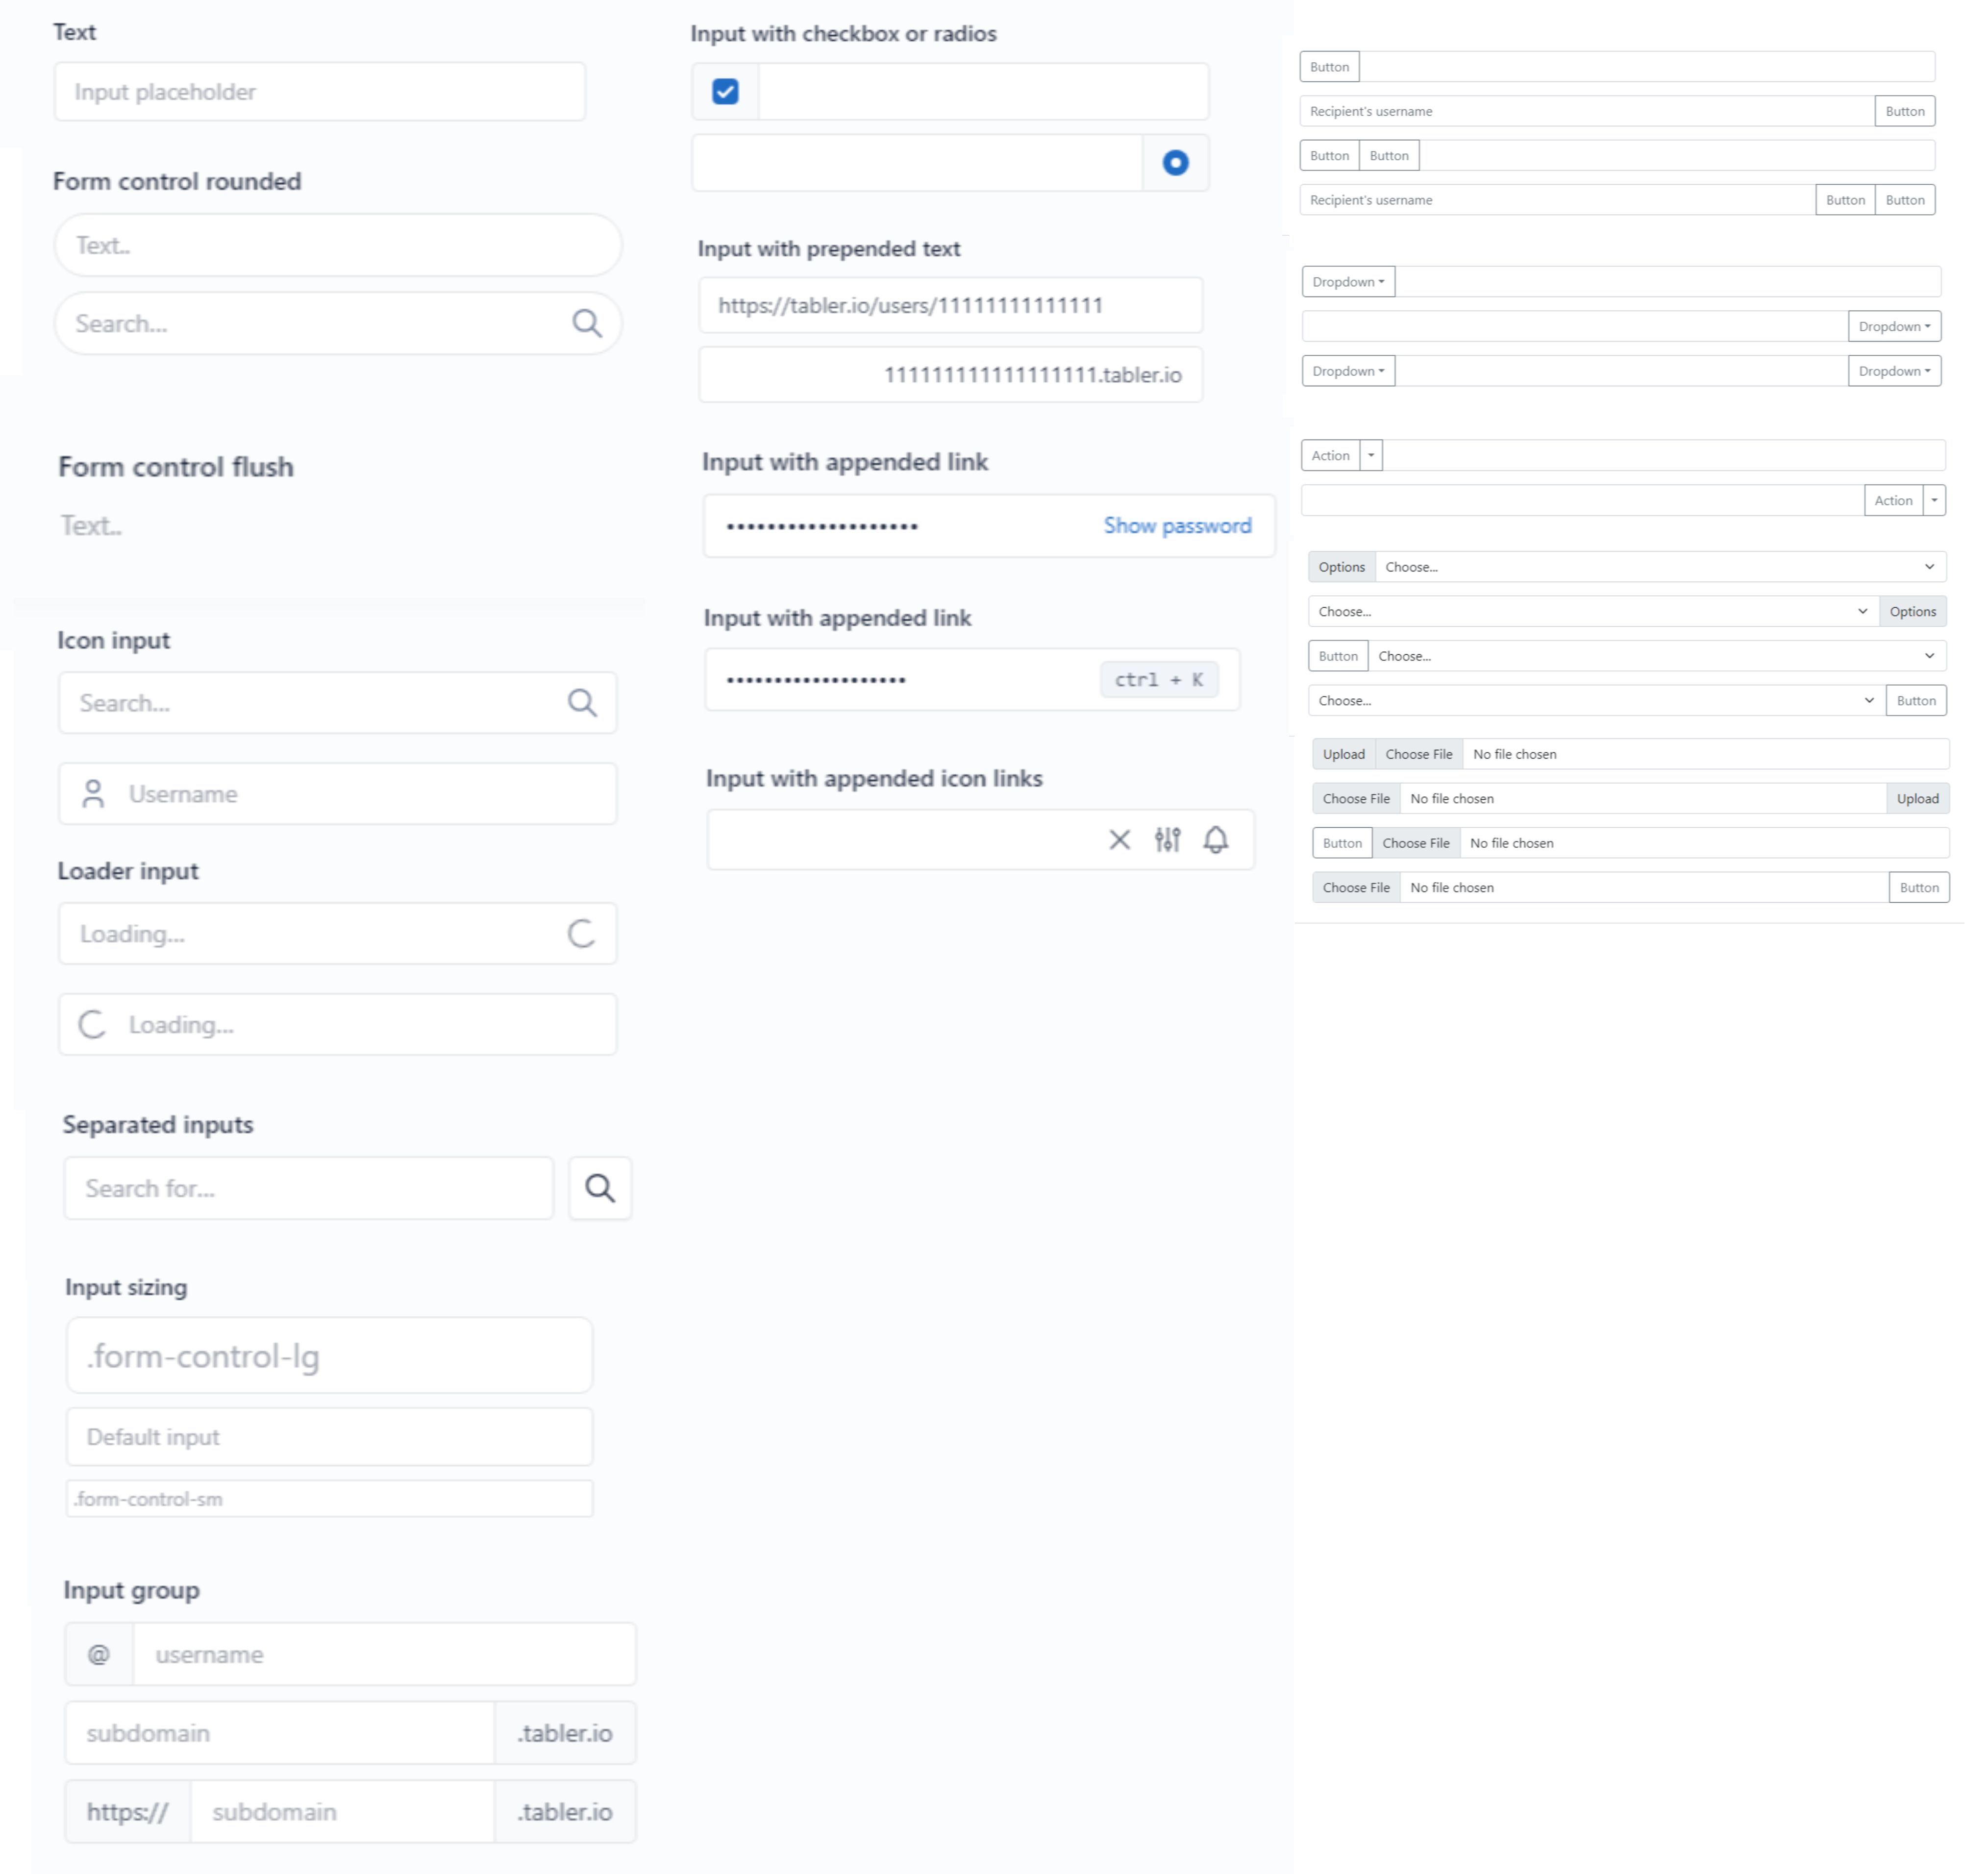 Text
Input placeholder
Form control rounded
Text..
Search...
Form control flush
Text..
Icon input
Search...
Username
Loader input
Loading...
Loading...
Separated inputs
Search for...
Input sizing
.form-control-lg
Default input
.form-control-sm
Input group
@ username
subdomain .tabler.io
https:// subdomain .tabler.io
Input with checkbox or radios
Input with prepended text
https://tabler.io/users/11111111111111
111111111111111111.tabler.io
Input with appended link
Show password
Input with appended link
ctrl + K
Input with appended icon links
Button
Recipient's username Button
Button Button
Recipient's username Button Button
Dropdown
Dropdown
Dropdown Dropdown
Action
Action
Options Choose...
Choose... Options
Button Choose...
Choose... Button
Upload Choose File No file chosen
Choose File No file chosen Upload
Button Choose File No file chosen
Choose File No file chosen Button